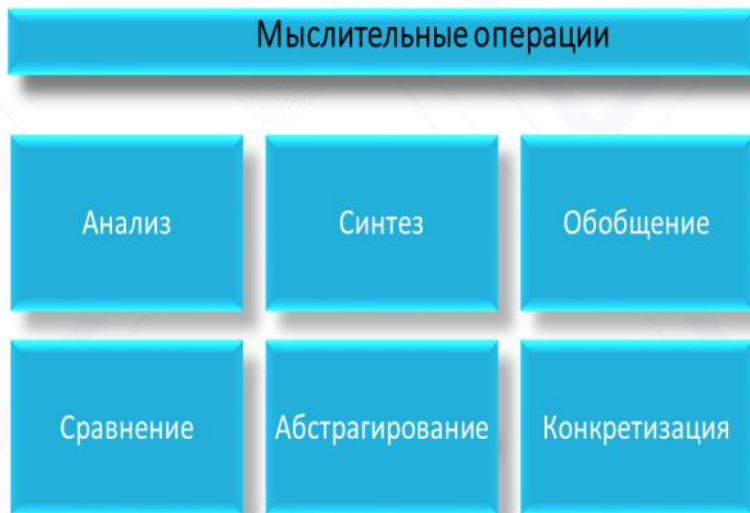 Мыслительные операции
Анализ
Синтез
Обобщение
Сравнение
Абстрагирование
Конкретизация